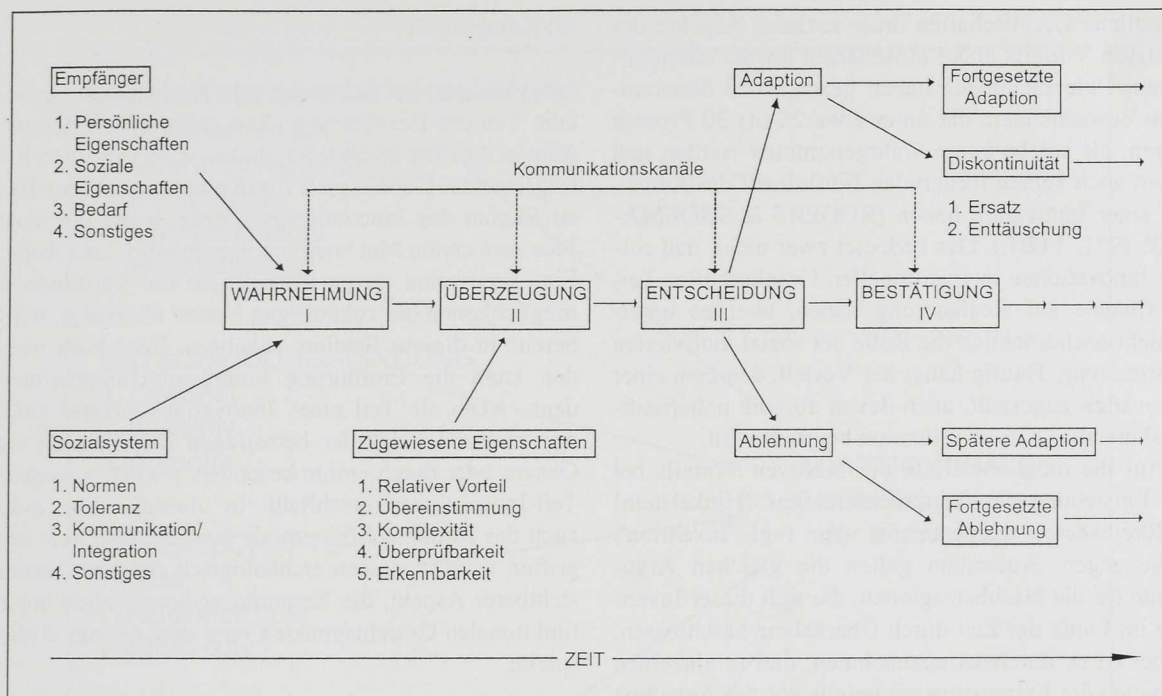 Empfänger
1. Persönliche
Eigenschaften
2. Soziale
Eigenschaften
3. Bedarf
4. Sonstiges
Adaption
Fortgesetzte
Adaption
Diskontinuität
1. Ersatz
2. Enttäuschung
Kommunikationskanäle
WAHRNEHMUNG
I
ÜBERZEUGUNG
II
ENTSCHEIDUNG
III
BESTÄTIGUNG
IV
Sozialsystem
1. Normen
2. Toleranz
3. Kommunikation/
Integration
4. Sonstiges
Zugewiesene Eigenschaften
1. Relativer Vorteil
2. Übereinstimmung
3. Komplexität
4. Überprüfbarkeit
5. Erkennbarkeit
Ablehnung
Spätere Adaption
Fortgesetzte
Ablehnung
ZEIT